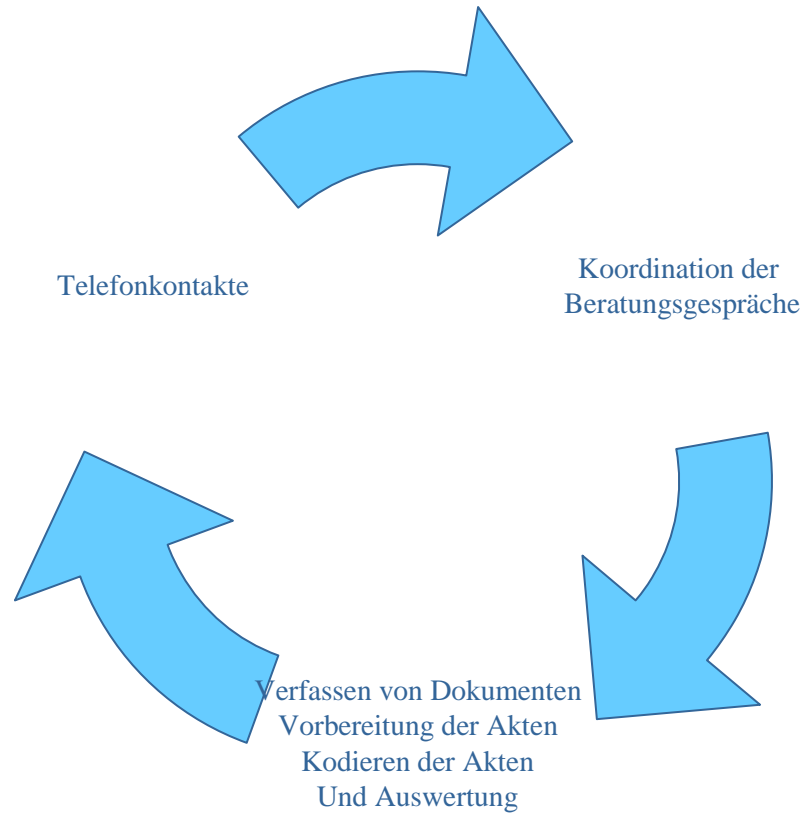 Telefonkontakte
Koordination der
Beratungsgespräche
Verfassen von Dokumenten
Vorbereitung der Akten
Kodieren der Akten
Und Auswertung